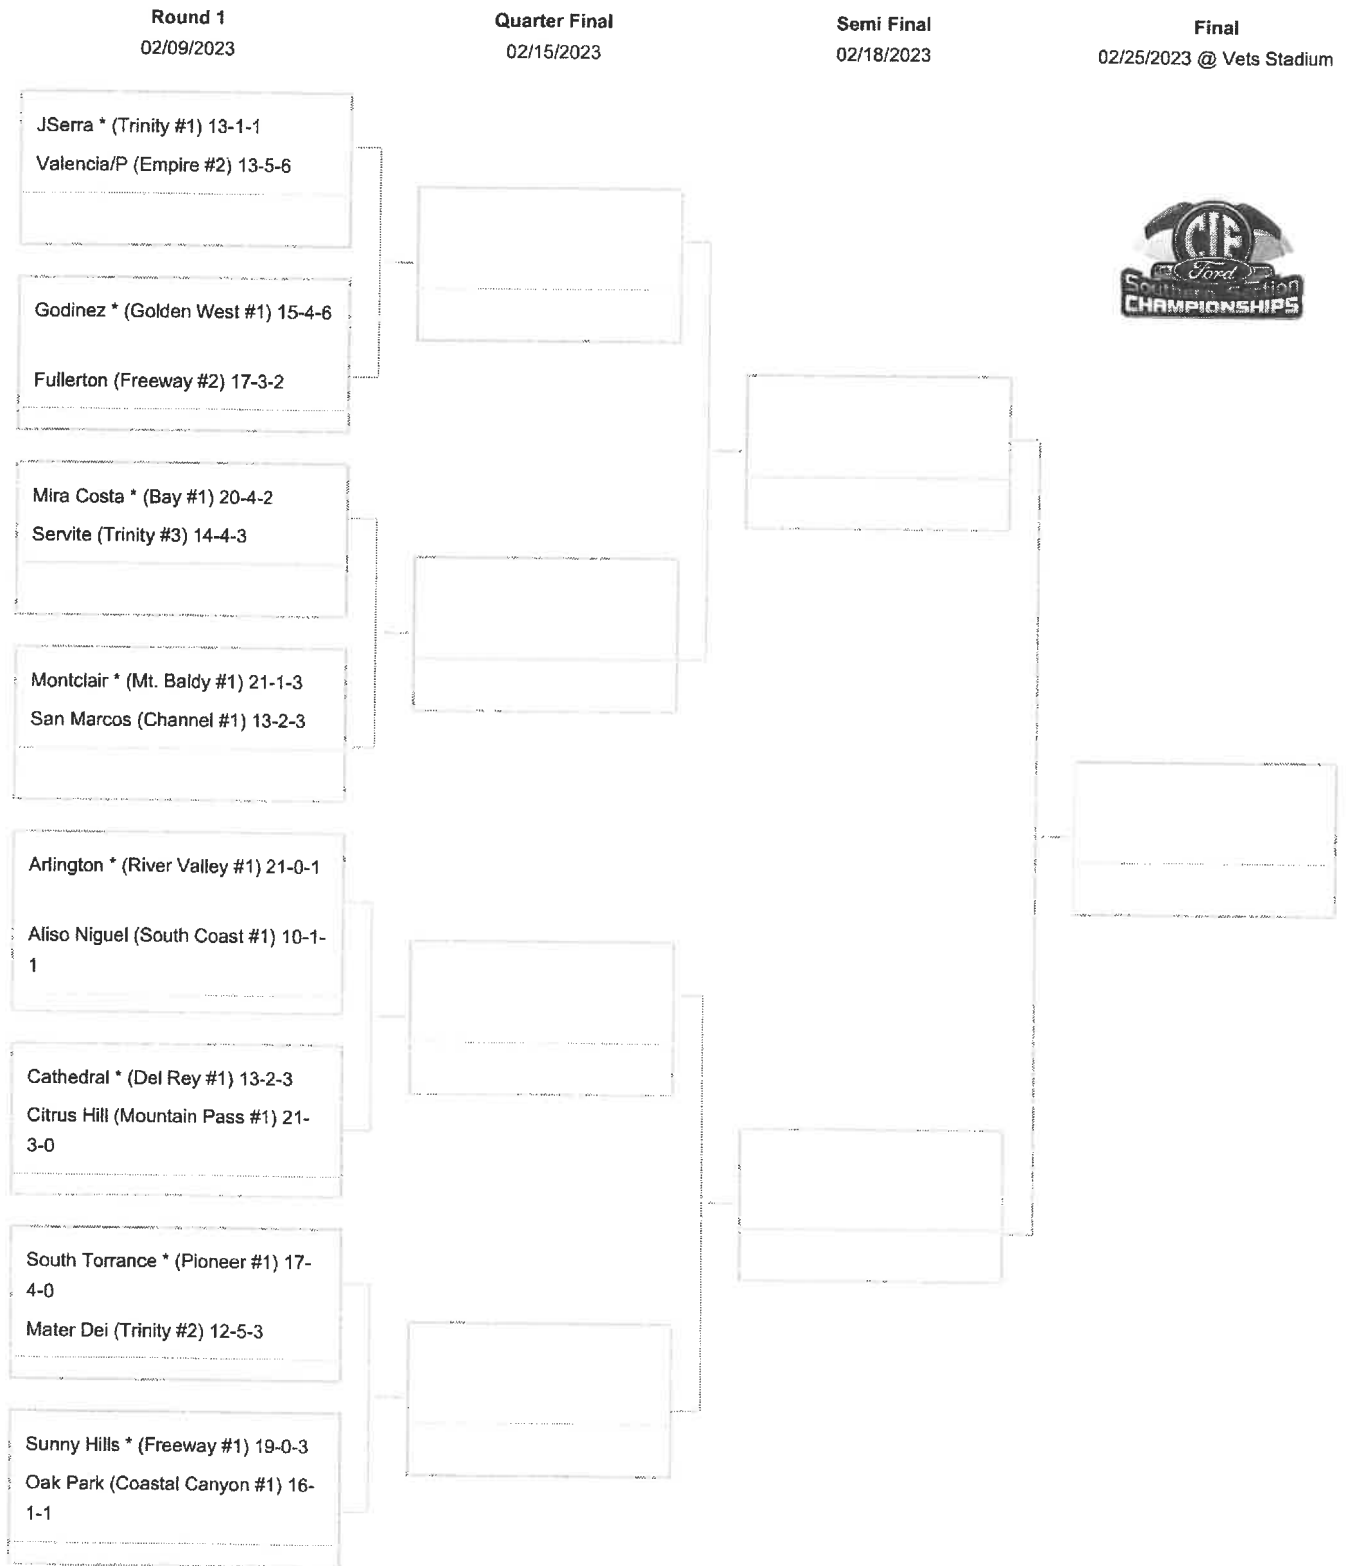 Round 1
02/09/2023
Quarter Final
02/15/2023
Semi Final
02/18/2023
Final
02/25/2023 @ Vets Stadium
JSerra * (Trinity #1) 13-1-1
Valencia/P (Empire #2) 13-5-6
Godinez * (Golden West #1) 15-4-6
Fullerton (Freeway #2) 17-3-2
Mira Costa * (Bay #1) 20-4-2
Servite (Trinity #3) 14-4-3
Montclair * (Mt. Baldy #1) 21-1-3
San Marcos (Channel #1) 13-2-3
Arlington * (River Valley #1) 21-0-1
Aliso Niguel (South Coast #1) 10-1-
1
Cathedral * (Del Rey #1) 13-2-3
Citrus Hill (Mountain Pass #1) 21-
3-0
South Torrance * (Pioneer #1) 17-
4-0
Mater Dei (Trinity #2) 12-5-3
Sunny Hills * (Freeway #1) 19-0-3
Oak Park (Coastal Canyon #1) 16-
1-1
CIF
Ford
Southern Section
CHAMPIONSHIPS